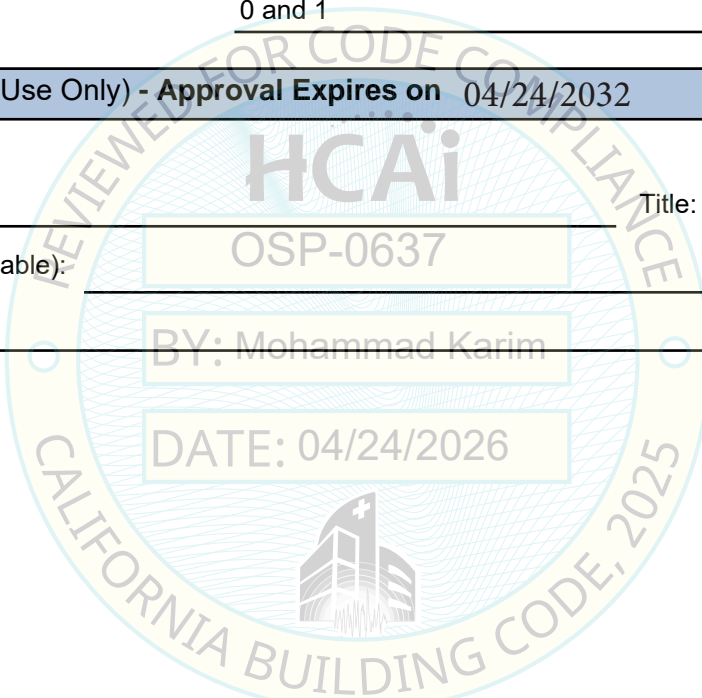 0 and 1
REVIEWED FOR CODE COMPLIANCE
Use Only) - Approval Expires on 04/24/2032
HCAi
Title:
OSP-0637
able):
BY: Mohammad Karim
DATE: 04/24/2026
CALIFORNIA BUILDING CODE, 2025